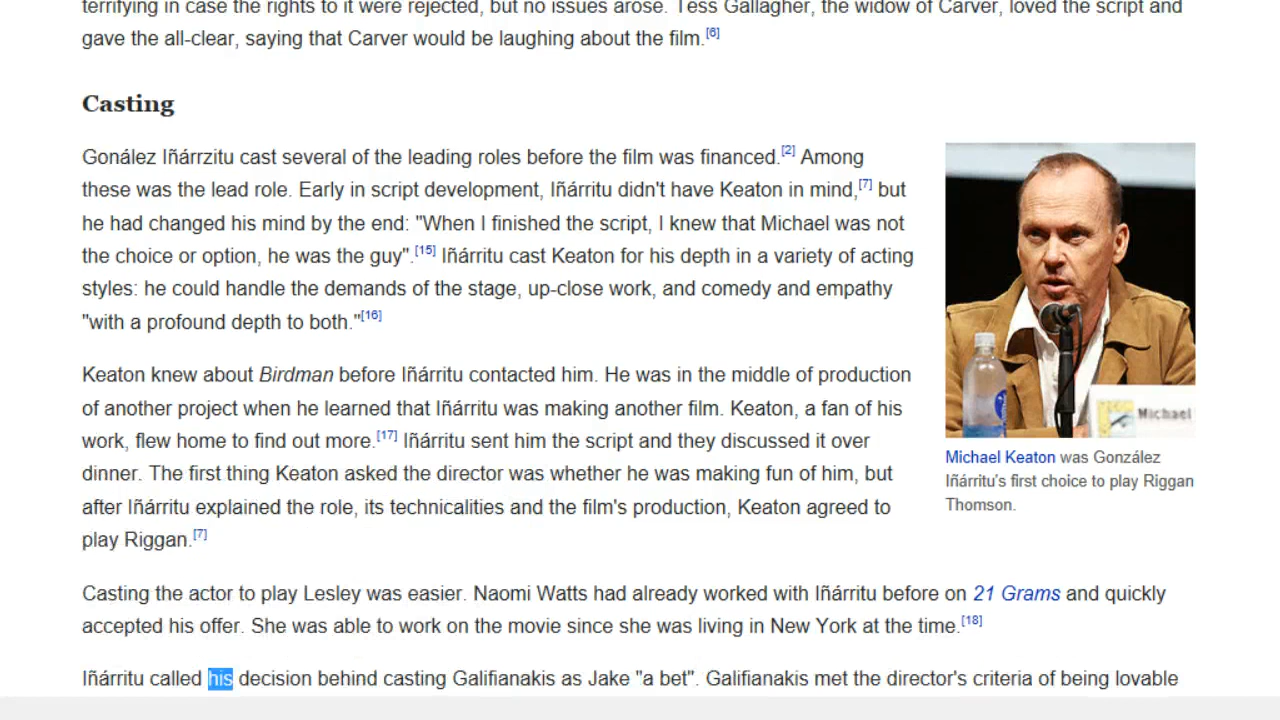 terrifying in case the rights to it were rejected, but no issues arose. Tess Gallagher, the widow of Carver, loved the script and
gave the all-clear, saying that Carver would be laughing about the film.[6]
Casting
Gonález Iñárrzitu cast several of the leading roles before the film was financed.[2] Among
these was the lead role. Early in script development, Iñárritu didn't have Keaton in mind,[7] but
he had changed his mind by the end: "When I finished the script, I knew that Michael was not
the choice or option, he was the guy".[15] Iñárritu cast Keaton for his depth in a variety of acting
styles: he could handle the demands of the stage, up-close work, and comedy and empathy
"with a profound depth to both."[16]
Keaton knew about Birdman before Iñárritu contacted him. He was in the middle of production
of another project when he learned that Iñárritu was making another film. Keaton, a fan of his
work, flew home to find out more.[17] Iñárritu sent him the script and they discussed it over
dinner. The first thing Keaton asked the director was whether he was making fun of him, but
after Iñárritu explained the role, its technicalities and the film's production, Keaton agreed to
play Riggan.[7]
Michael
Michael Keaton was González
Iñárritu's first choice to play Riggan
Thomson.
Casting the actor to play Lesley was easier. Naomi Watts had already worked with Iñárritu before on 21 Grams and quickly
accepted his offer. She was able to work on the movie since she was living in New York at the time.[18]
Iñárritu called his decision behind casting Galifianakis as Jake "a bet". Galifianakis met the director's criteria of being lovable